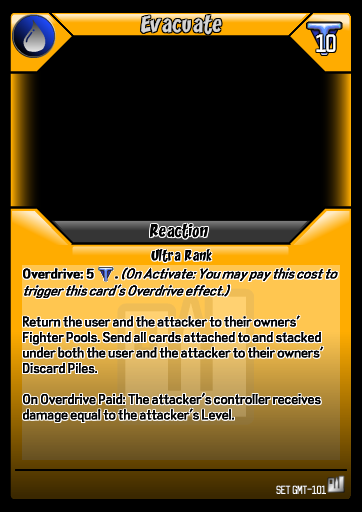 Evacuate
10
Reaction
Ultra Rank
Overdrive: 5 . (On Activate: You may pay this cost to
trigger this card's Overdrive effect.)
Return the user and the attacker to their owners'
Fighter Pools. Send all cards attached to and stacked
under both the user and the attacker to their owners'
Discard Piles.
On Overdrive Paid: The attacker's controller receives
damage equal to the attacker's Level.
SET GMT-101